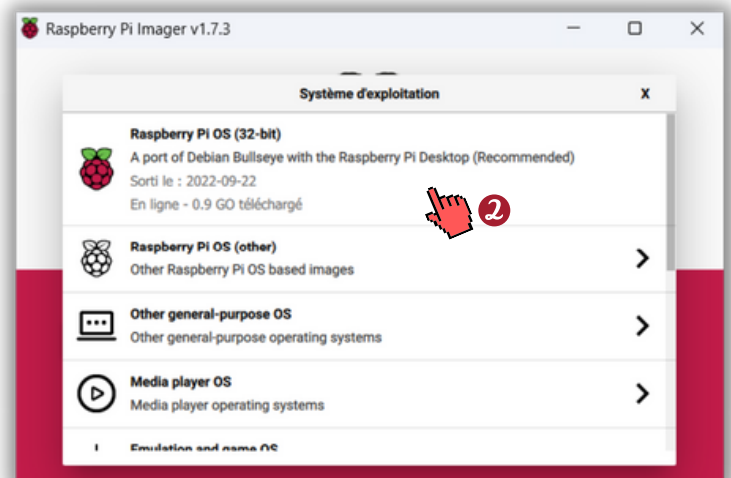 Raspberry Pi Imager v1.7.3
Système d'exploitation X
Raspberry Pi OS (32-bit)
A port of Debian Bullseye with the Raspberry Pi Desktop (Recommended)
Sorti le : 2022-09-22
En ligne - 0.9 GO téléchargé
2
Raspberry Pi OS (other)
Other Raspberry Pi OS based images
Other general-purpose OS
Other general-purpose operating systems
Media player OS
Media player operating systems
Emulation and game OS